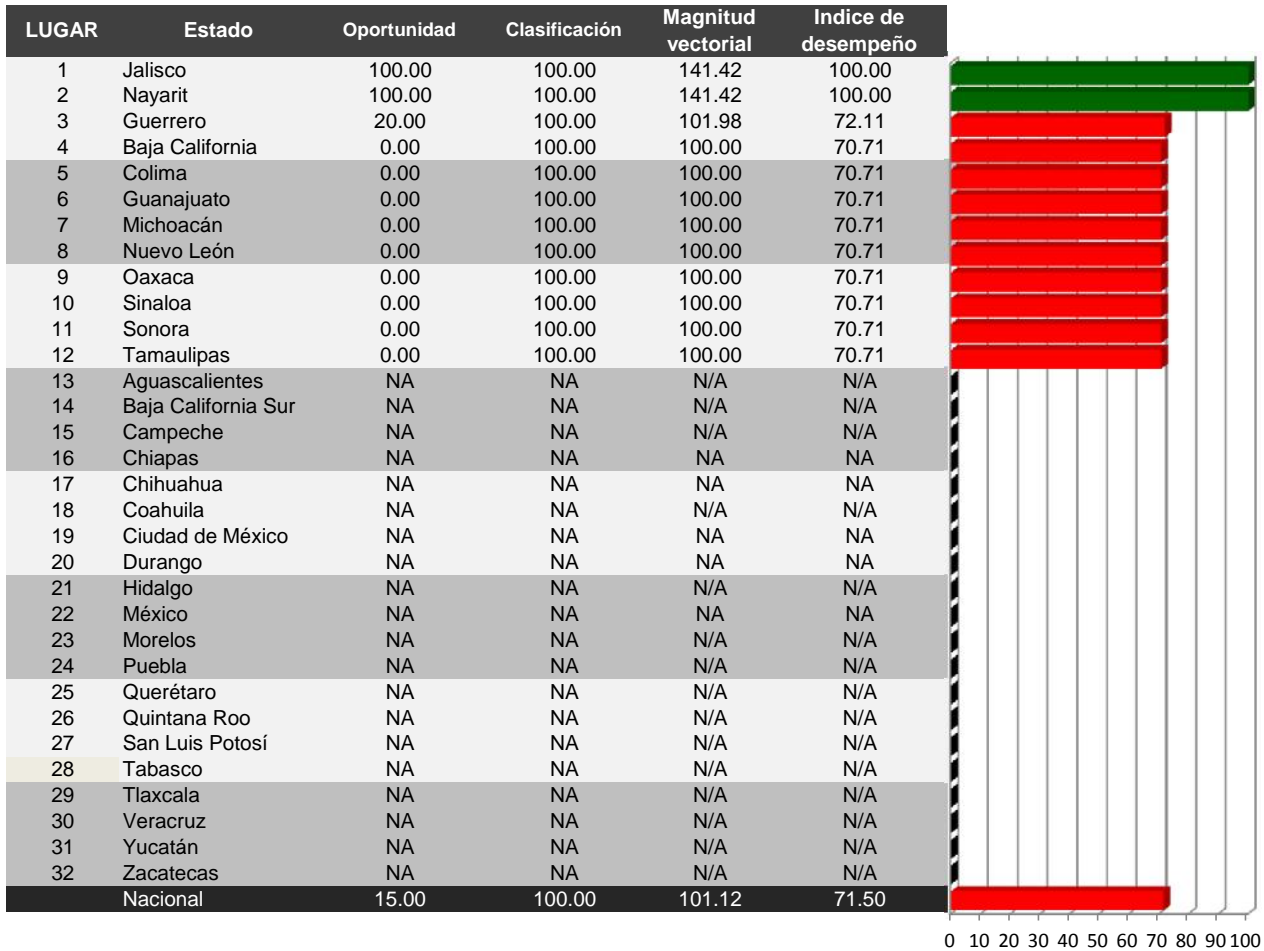 LUGAR Estado Oportunidad Clasificación Magnitud vectorial Indice de desempeño
1 Jalisco 100.00 100.00 141.42 100.00
2 Nayarit 100.00 100.00 141.42 100.00
3 Guerrero 20.00 100.00 101.98 72.11
4 Baja California 0.00 100.00 100.00 70.71
5 Colima 0.00 100.00 100.00 70.71
6 Guanajuato 0.00 100.00 100.00 70.71
7 Michoacán 0.00 100.00 100.00 70.71
8 Nuevo León 0.00 100.00 100.00 70.71
9 Oaxaca 0.00 100.00 100.00 70.71
10 Sinaloa 0.00 100.00 100.00 70.71
11 Sonora 0.00 100.00 100.00 70.71
12 Tamaulipas 0.00 100.00 100.00 70.71
13 Aguascalientes NA NA N/A N/A
14 Baja California Sur NA NA N/A N/A
15 Campeche NA NA N/A N/A
16 Chiapas NA NA NA NA
17 Chihuahua NA NA NA NA
18 Coahuila NA NA N/A N/A
19 Ciudad de México NA NA NA NA
20 Durango NA NA NA NA
21 Hidalgo NA NA N/A N/A
22 México NA NA NA NA
23 Morelos NA NA N/A N/A
24 Puebla NA NA N/A N/A
25 Querétaro NA NA N/A N/A
26 Quintana Roo NA NA N/A N/A
27 San Luis Potosí NA NA N/A N/A
28 Tabasco NA NA N/A N/A
29 Tlaxcala NA NA N/A N/A
30 Veracruz NA NA N/A N/A
31 Yucatán NA NA N/A N/A
32 Zacatecas NA NA N/A N/A
Nacional 15.00 100.00 101.12 71.50
0 10 20 30 40 50 60 70 80 90 100